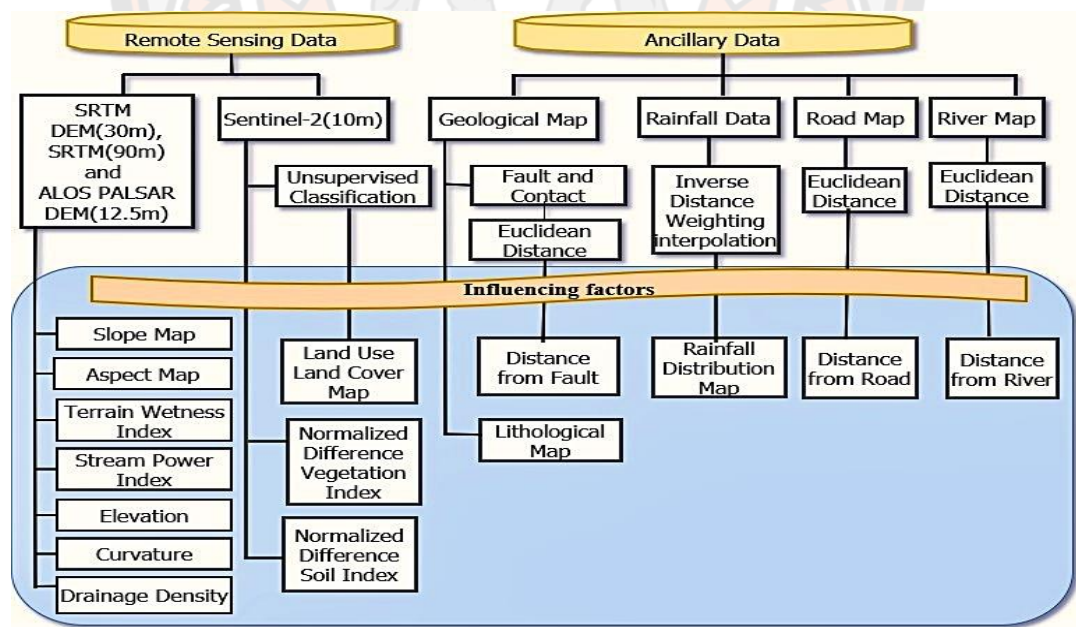 Remote Sensing Data
Ancillary Data
SRTM
DEM(30m),
SRTM(90m)
and
ALOS PALSAR
DEM(12.5m)
Sentinel-2(10m)
Geological Map
Rainfall Data
Road Map
River Map
Unsupervised
Classification
Fault and
Contact
Euclidean
Distance
Inverse
Distance
Weighting
interpolation
Euclidean
Distance
Euclidean
Distance
Influencing factors
Slope Map
Aspect Map
Terrain Wetness
Index
Stream Power
Index
Elevation
Curvature
Drainage Density
Land Use
Land Cover
Map
Normalized
Difference
Vegetation
Index
Normalized
Difference
Soil Index
Distance
from Fault
Lithological
Map
Rainfall
Distribution
Map
Distance
from Road
Distance
from River